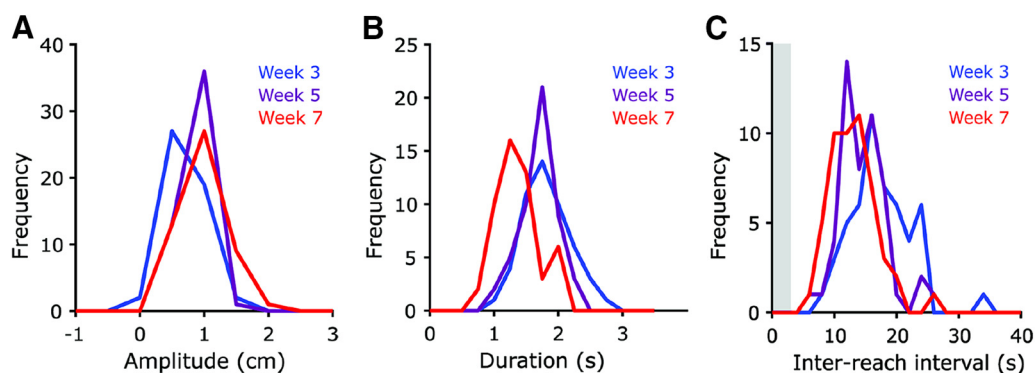 A
40
30
20
10
0
Frequency
Week 3
Week 5
Week 7
-1 0 1 2 3
Amplitude (cm)
B
25
20
15
10
5
0
Frequency
Week 3
Week 5
Week 7
0 1 2 3
Duration (s)
C
15
10
5
0
Frequency
Week 3
Week 5
Week 7
0 10 20 30 40
Inter-reach interval (s)